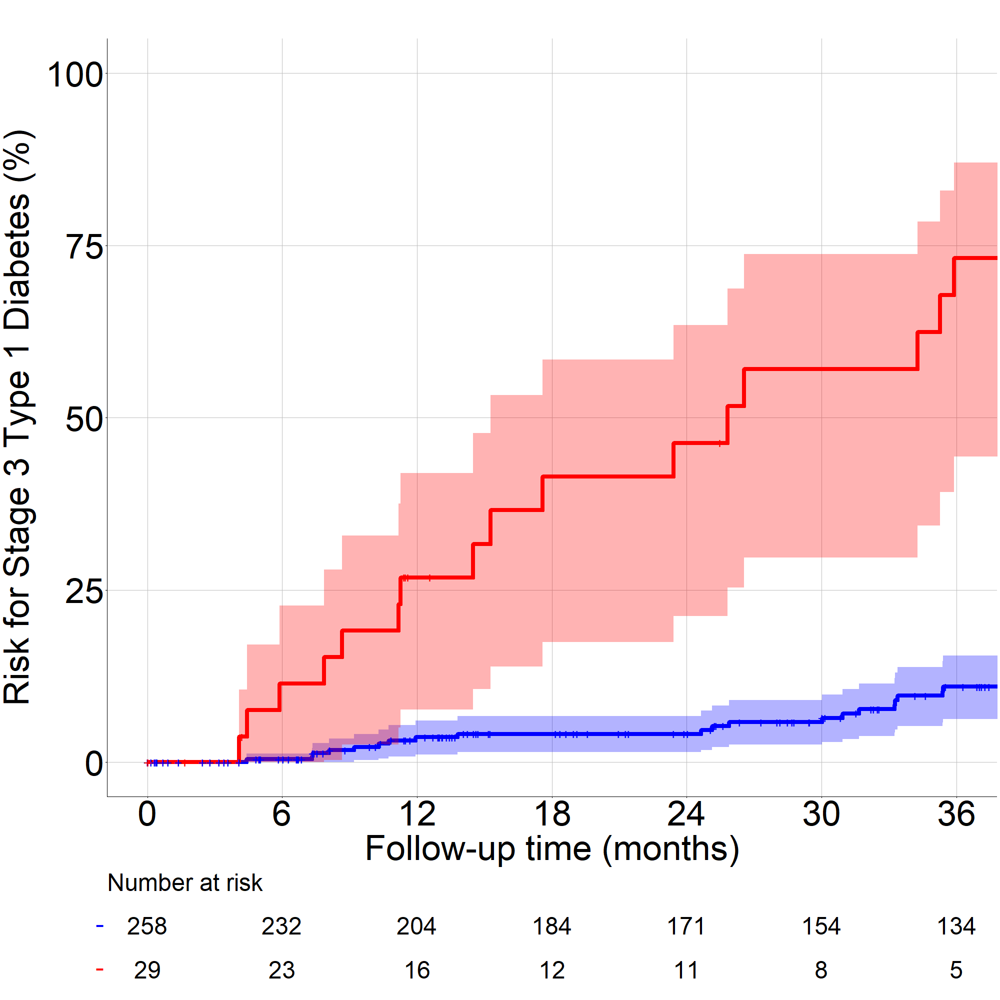 Risk for Stage 3 Type 1 Diabetes (%)
100
75
50
25
0
0 6 12 18 24 30 36
Follow-up time (months)
Number at risk
- 258 232 204 184 171 154 134
- 29 23 16 12 11 8 5